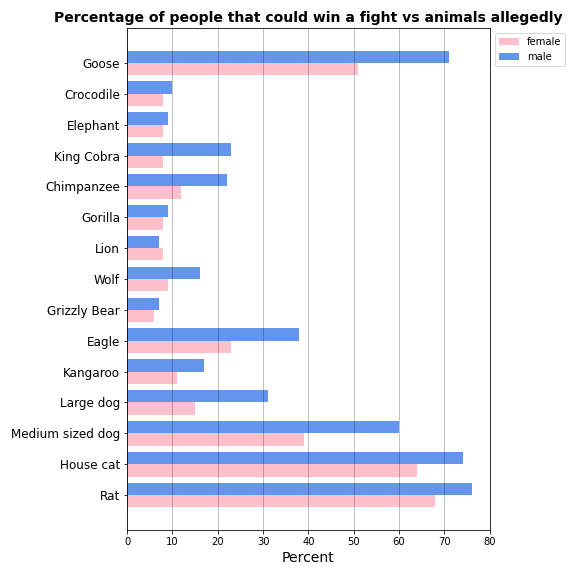 Percentage of people that could win a fight vs animals allegedly
female
male
Goose
Crocodile
Elephant
King Cobra
Chimpanzee
Gorilla
Lion
Wolf
Grizzly Bear
Eagle
Kangaroo
Large dog
Medium sized dog
House cat
Rat
0 10 20 30 40 50 60 70 80
Percent